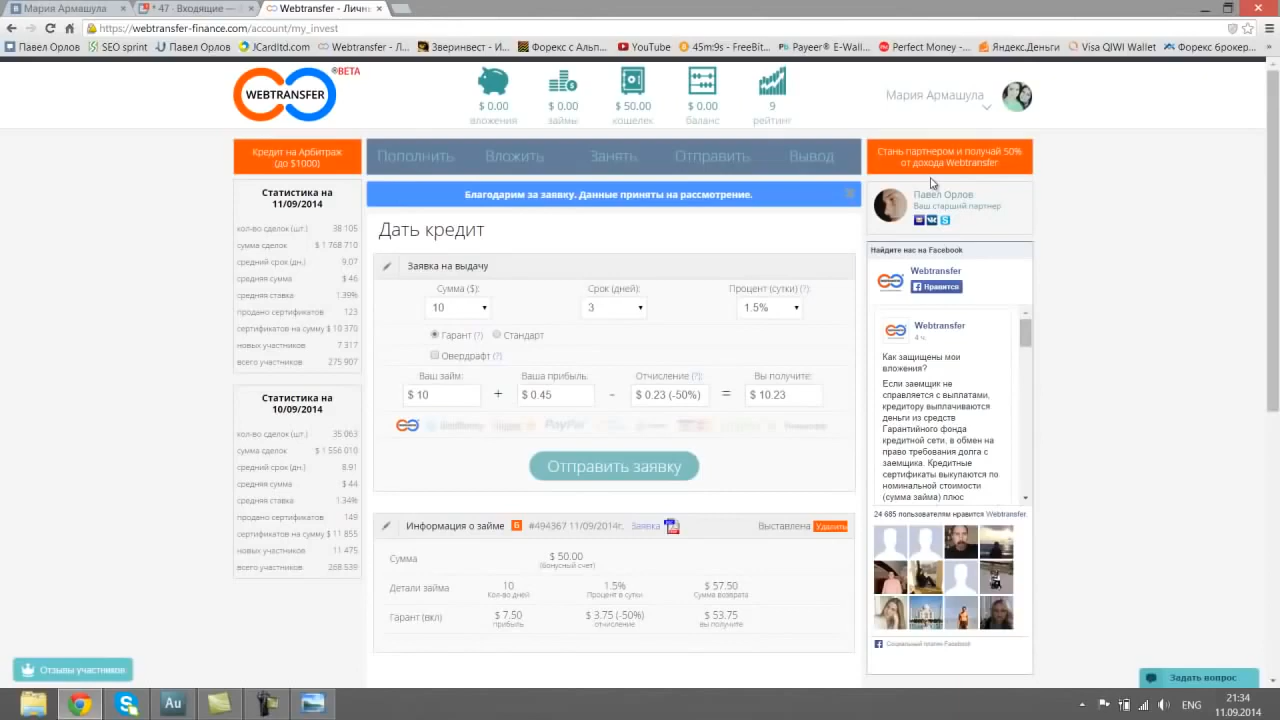 Мария Армашула
* 47 - Входящие —
Webtransfer - Личн
https://webtransfer-finance.com/account/my_invest
Павел Орлов
SEO sprint
Павел Орлов
JCardltd.com
Webtransfer - Л...
Зверинвест – И...
Форекс с Альп...
YouTube
45m9s - FreeBit...
Payeer® E-Wall...
Perfect Money -...
Яндекс.Деньги
Visa QIWI Wallet
Форекс брокер...
WEBTRANSFER
®BETA
$ 0.00
вложения
$ 0.00
займы
$ 50.00
кошелек
$ 0.00
баланс
9
рейтинг
Мария Армашула
Кредит на Арбитраж
(до $1000)
Пополнить
Вложить
Занять
Отправить
Вывод
Стань партнером и получай 50%
от дохода Webtransfer
Статистика на
11/09/2014
кол-во сделок (шт.) 38 105
сумма сделок $ 1 768 710
средний срок (дн.) 9.07
средняя сумма $ 46
средняя ставка 1.39%
продано сертификатов 123
сертификатов на сумму $ 10 370
новых участников 7 317
всего участников 275 907
Статистика на
10/09/2014
кол-во сделок (шт.) 35 063
сумма сделок $ 1 556 010
средний срок (дн.) 8.91
средняя сумма $ 44
средняя ставка 1.34%
продано сертификатов 149
сертификатов на сумму $ 11 855
новых участников 11 475
всего участников 268 539
Благодарим за заявку. Данные приняты на рассмотрение.
Дать кредит
Заявка на выдачу
Сумма ($): Срок (дней): Процент (сутки) (?):
10 3 1.5%
Гарант (?) Стандарт
Овердрафт (?)
Ваш займ: Ваша прибыль: Отчисление (?): Вы получите:
$ 10 + $ 0.45 - $ 0.23 (-50%) = $ 10.23
PayPal
Отправить заявку
Информация о займе B #494367 11/09/2014г. Заявка Выставлена Удалить
Сумма $ 50.00
(бонусный счет)
Детали займа 10 1.5% $ 57.50
Кол-во дней Процент в сутки Сумма возврата
Гарант (вкл) $ 7.50 $ 3.75 (-50%) $ 53.75
прибыль отчисление вы получите
Павел Орлов
Ваш старший партнер
Найдите нас на Facebook
Webtransfer
Нравится
Webtransfer
4 ч.
Как защищены мои
вложения?
Если заемщик не
справляется с выплатами,
кредитору выплачиваются
деньги из средств
Гарантийного фонда
кредитной сети, в обмен на
право требования долга с
заемщика. Кредитные
сертификаты выкупаются по
номинальной стоимости
(сумма займа) плюс
24 685 пользователям нравится Webtransfer.
Социальный плагин Facebook
Отзывы участников
Задать вопрос
Au
ENG
21:34
11.09.2014